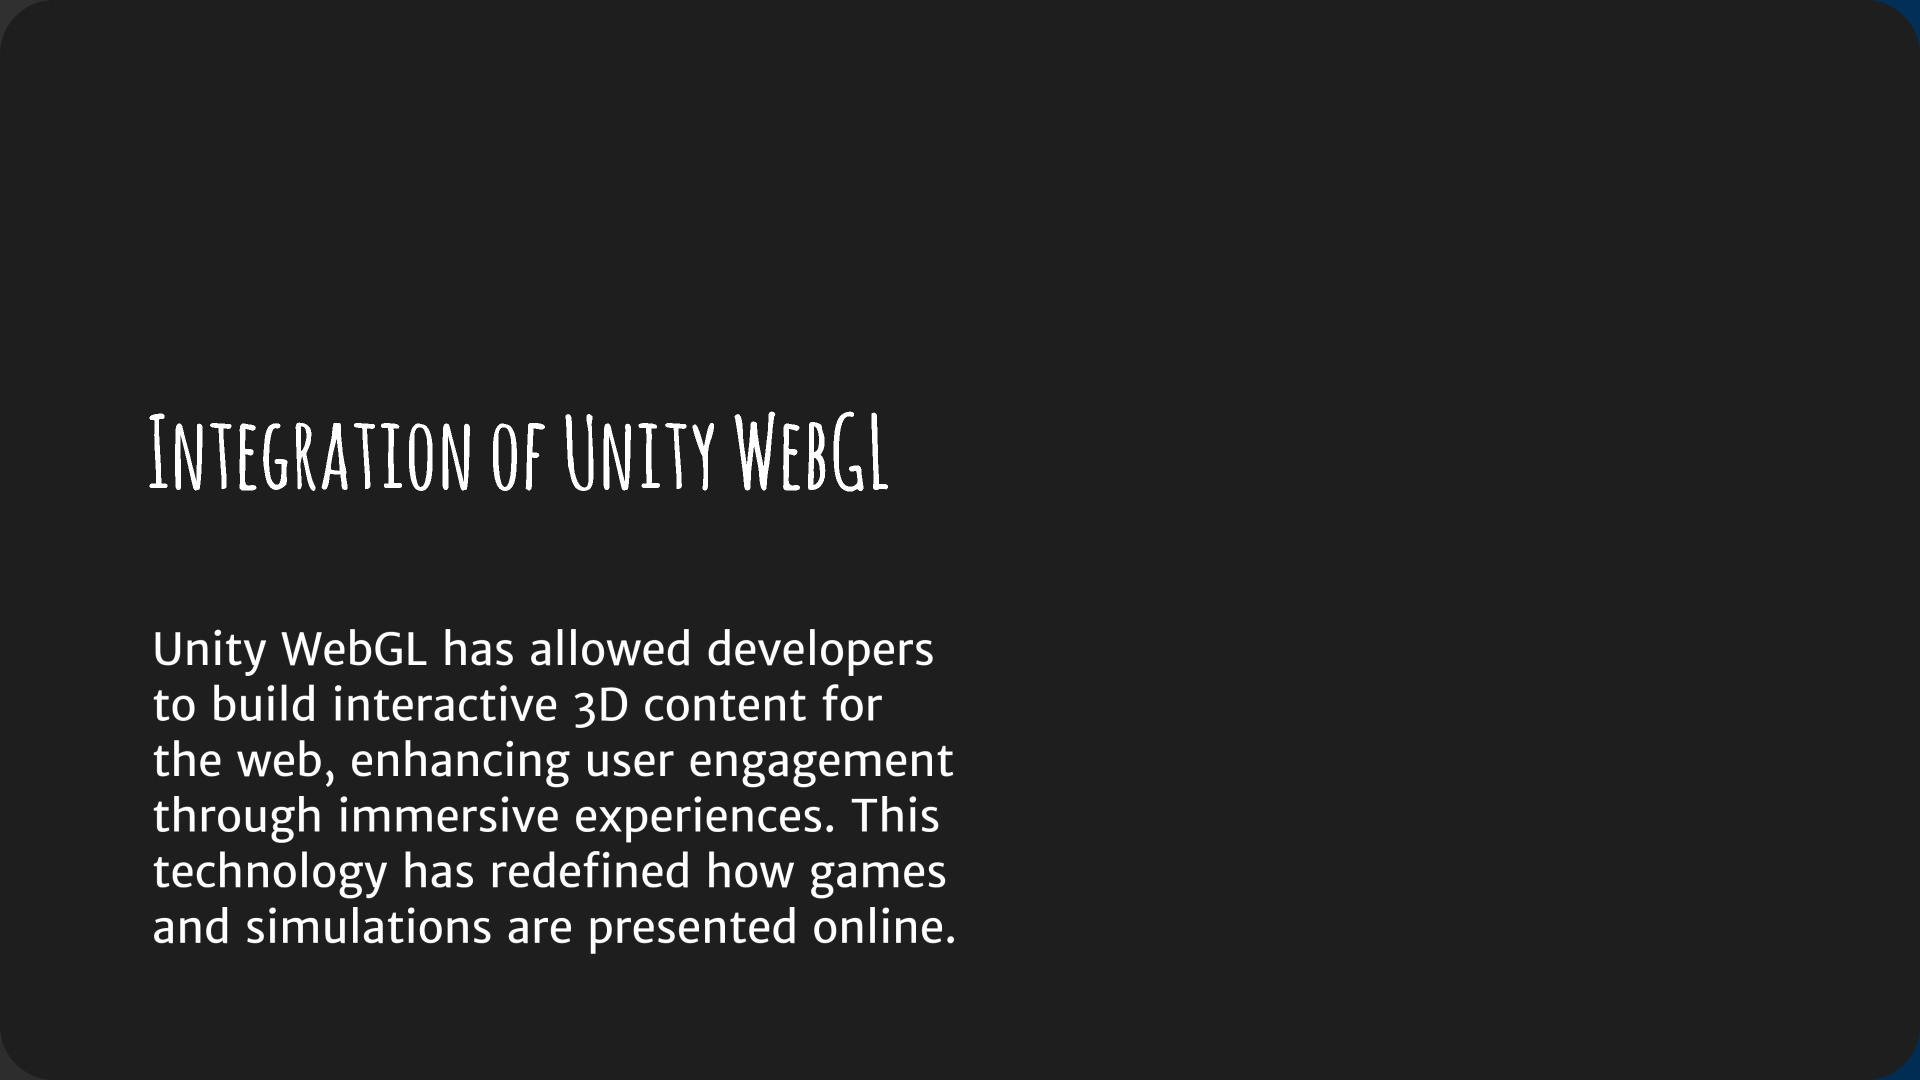 Integration of Unity WebGL
Unity WebGL has allowed developers
to build interactive 3D content for
the web, enhancing user engagement
through immersive experiences. This
technology has redefined how games
and simulations are presented online.